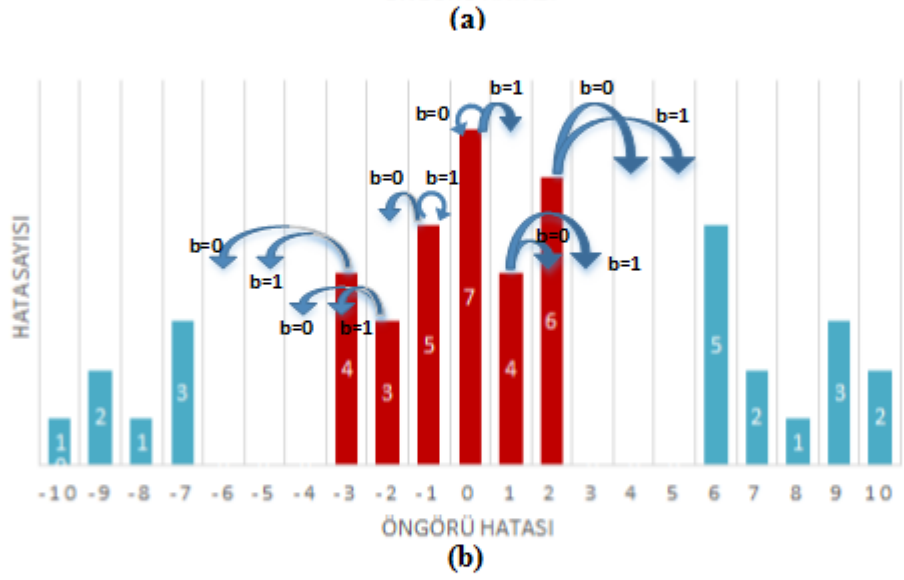 (a)
b=0 b=1 b=0
b=1
b=0 b=1
b=0 b=0
b=1 b=1
b=0 b=1
HATASAYISI
1 2 1 3 4 3 5 7 4 6 5 2 1 3 2
-10 -9 -8 -7 -6 -5 -4 -3 -2 -1 0 1 2 3 4 5 6 7 8 9 10
ÖNGÖRÜ HATASI
(b)